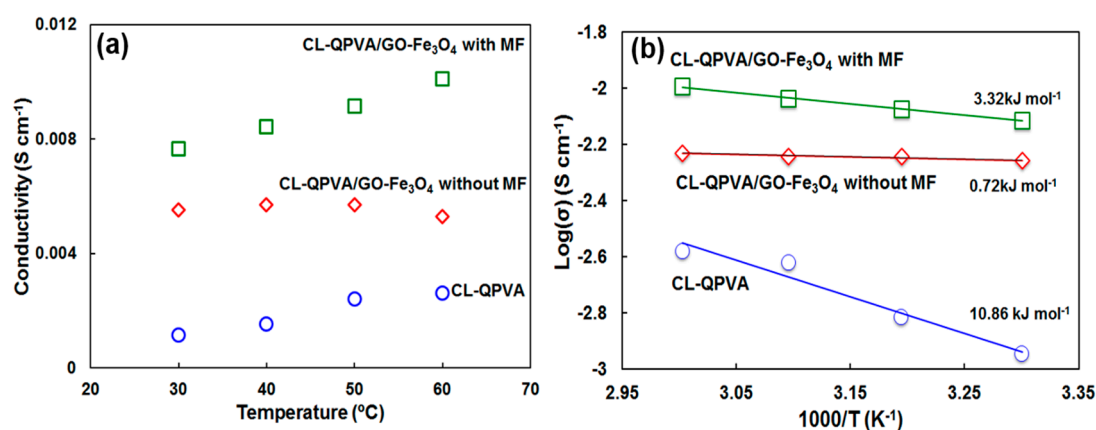 (a)
CL-QPVA/GO-Fe₃O₄ with MF
CL-QPVA/GO-Fe₃O₄ without MF
CL-QPVA
Conductivity (S cm⁻¹)
0.012
0.008
0.004
0
20
30
40
50
60
70
Temperature (ºC)
(b)
CL-QPVA/GO-Fe₃O₄ with MF
3.32kJ mol⁻¹
CL-QPVA/GO-Fe₃O₄ without MF
0.72kJ mol⁻¹
CL-QPVA
10.86 kJ mol⁻¹
Log(σ) (S cm⁻¹)
-1.8
-2
-2.2
-2.4
-2.6
-2.8
-3
2.95
3.05
3.15
3.25
3.35
1000/T (K⁻¹)